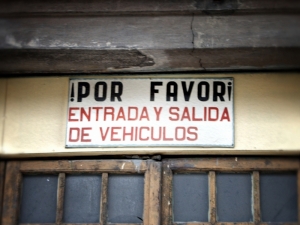 ¡POR FAVOR¡
ENTRADA Y SALIDA
DE VEHICULOS